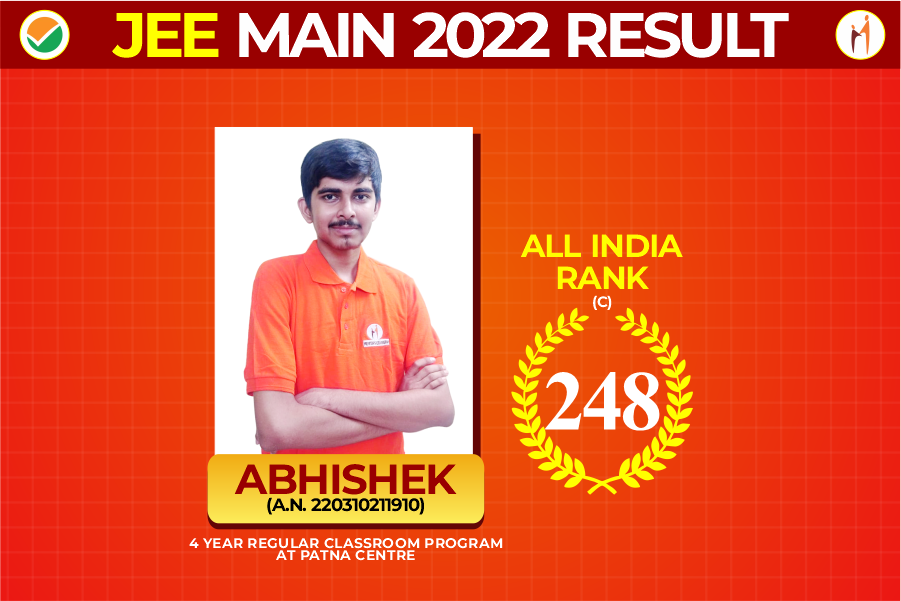 JEE MAIN 2022 RESULT
ALL INDIA
RANK
(C)
248
ABHISHEK
(A.N. 220310211910)
4 YEAR REGULAR CLASSROOM PROGRAM
AT PATNA CENTRE